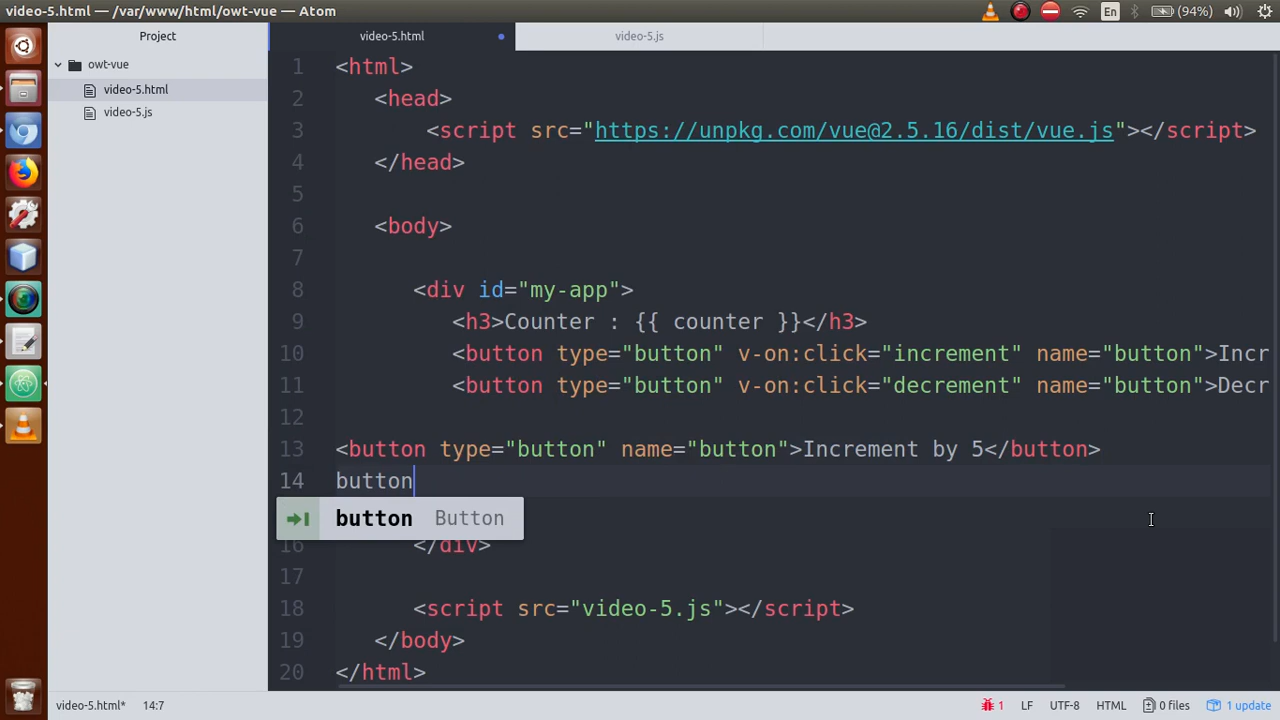 video-5.html — /var/www/html/owt-vue — Atom
En
(94%)
Project
video-5.html
video-5.js
owt-vue
video-5.html
video-5.js
1 <html>
2 <head>
3 <script src="https://unpkg.com/vue@2.5.16/dist/vue.js"></script>
4 </head>
5
6 <body>
7
8 <div id="my-app">
9 <h3>Counter : {{ counter }}</h3>
10 <button type="button" v-on:click="increment" name="button">Incr
11 <button type="button" v-on:click="decrement" name="button">Decr
12
13 <button type="button" name="button">Increment by 5</button>
14 button
button Button
16 </div>
17
18 <script src="video-5.js"></script>
19 </body>
20 </html>
video-5.html* 14:7
1 LF UTF-8 HTML 0 files 1 update